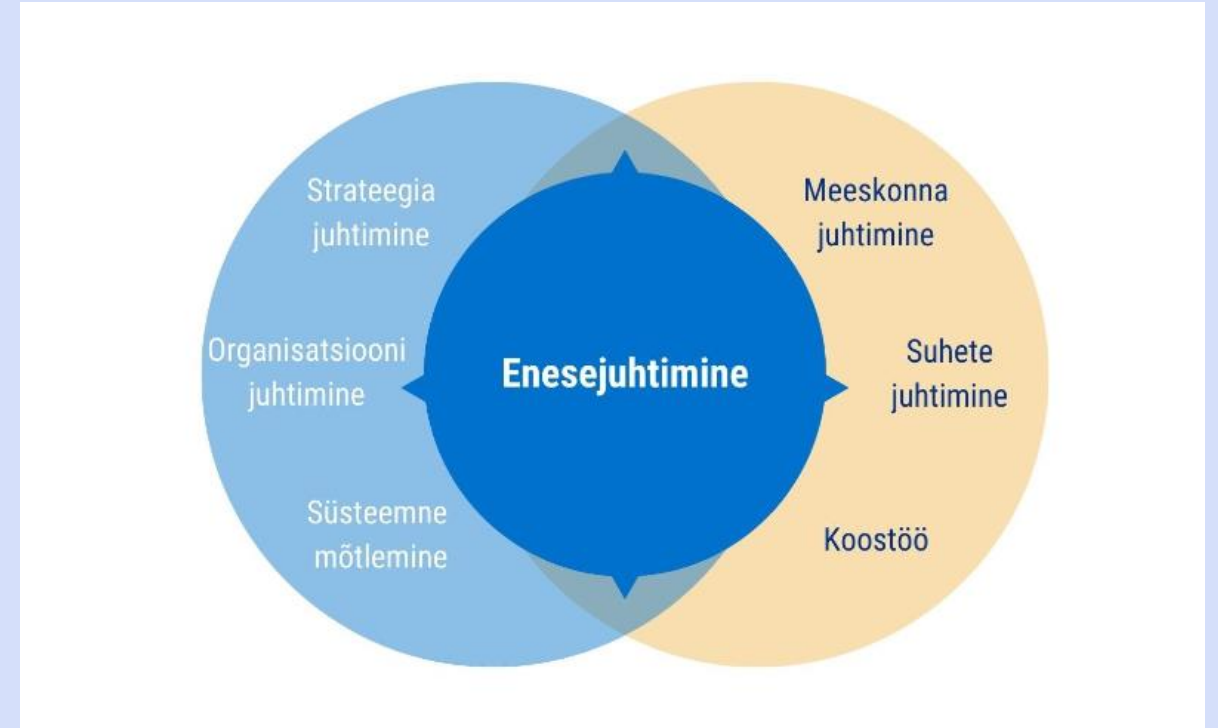 Strateegia
juhtimine
Organisatsiooni
juhtimine
Süsteemne
mõtlemine
Enesejuhtimine
Meeskonna
juhtimine
Suhete
juhtimine
Koostöö